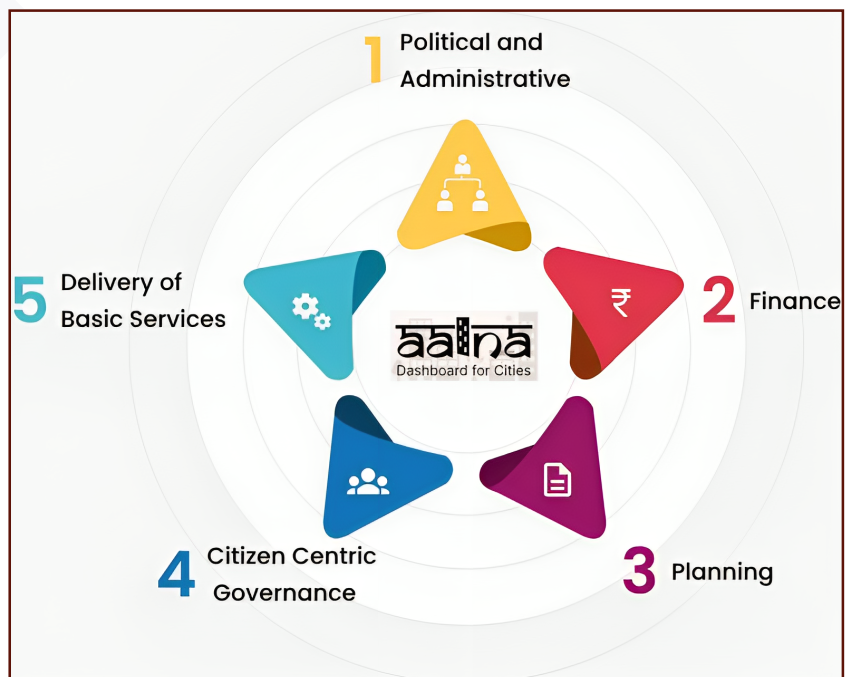 1
Political and
Administrative
₹
2
Finance
3
Planning
4
Citizen Centric
Governance
5
Delivery of
Basic Services
aaina
Dashboard for Cities